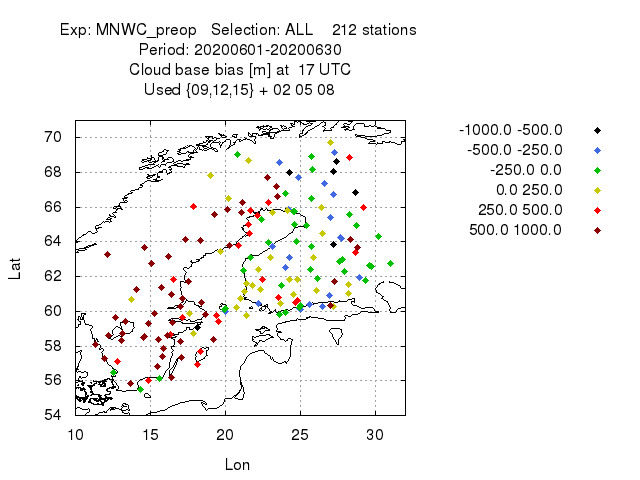 Exp: MNWC_preop   Selection: ALL    212 stations
Period: 20200601-20200630
Cloud base bias [m] at  17 UTC
Used {09,12,15} + 02 05 08
-1000.0 -500.0
-500.0 -250.0
-250.0 0.0
0.0 250.0
250.0 500.0
500.0 1000.0
70
68
66
64
62
60
58
56
54
Lat
10 15 20 25 30
Lon